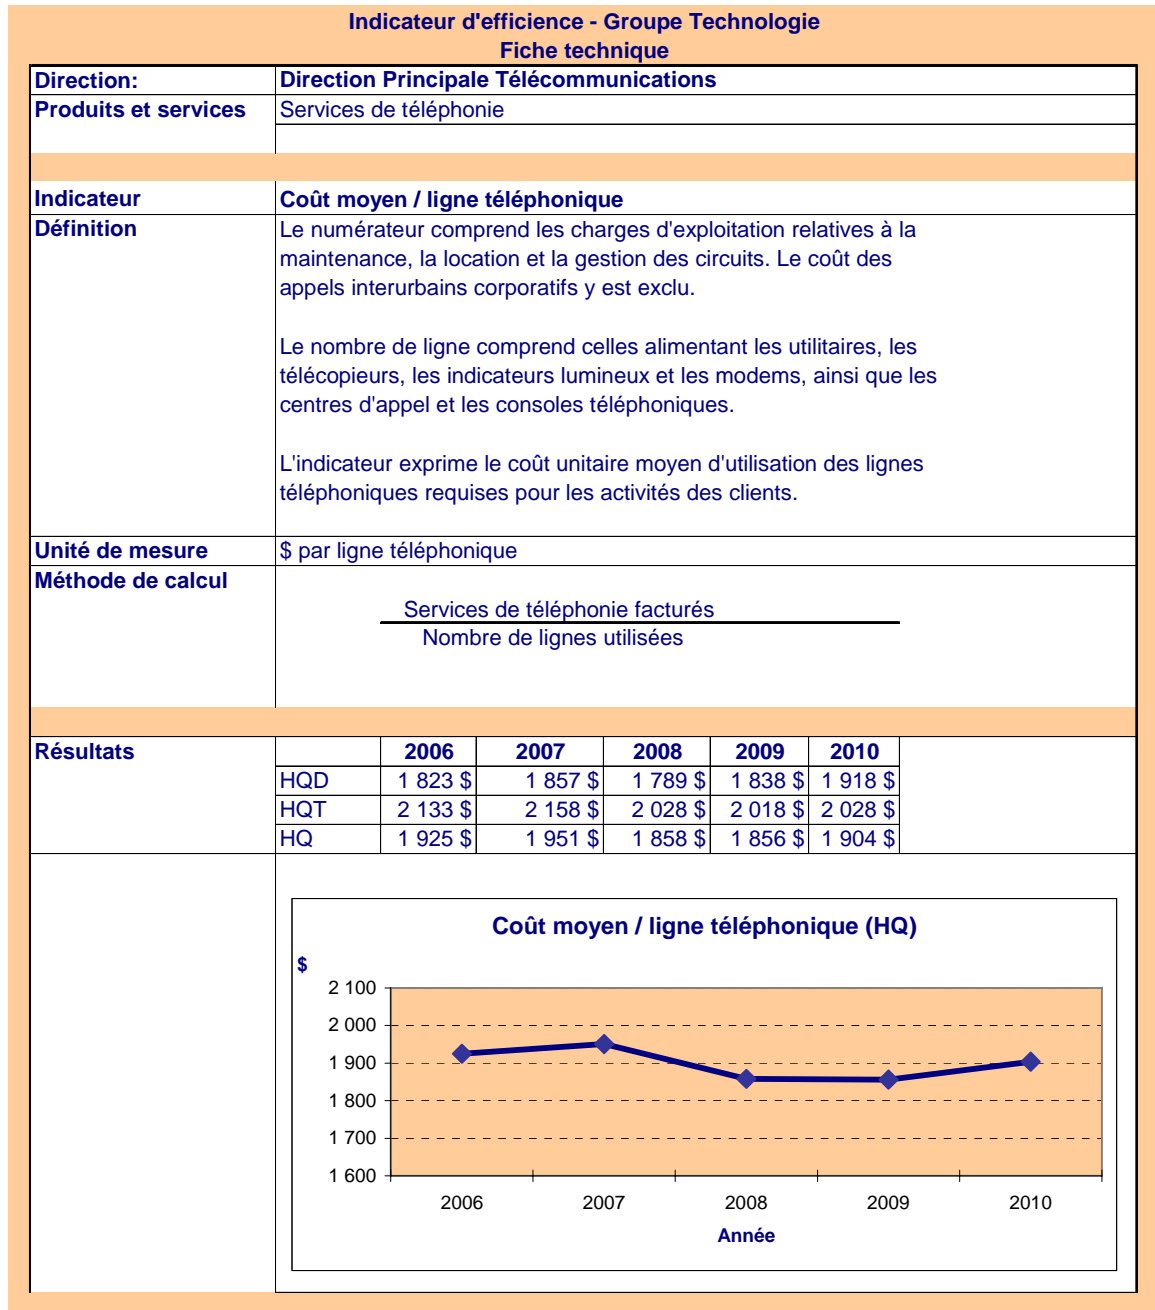 Indicateur d'efficience - Groupe Technologie
Fiche technique
Direction: Direction Principale Télécommunications
Produits et services Services de téléphonie
Indicateur Coût moyen / ligne téléphonique
Définition Le numérateur comprend les charges d'exploitation relatives à la
maintenance, la location et la gestion des circuits. Le coût des
appels interurbains corporatifs y est exclu.
Le nombre de ligne comprend celles alimentant les utilitaires, les
télécopieurs, les indicateurs lumineux et les modems, ainsi que les
centres d'appel et les consoles téléphoniques.
L'indicateur exprime le coût unitaire moyen d'utilisation des lignes
téléphoniques requises pour les activités des clients.
Unité de mesure $ par ligne téléphonique
Méthode de calcul
Services de téléphonie facturés
Nombre de lignes utilisées
Résultats 2006 2007 2008 2009 2010
HQD 1 823 $ 1 857 $ 1 789 $ 1 838 $ 1 918 $
HQT 2 133 $ 2 158 $ 2 028 $ 2 018 $ 2 028 $
HQ 1 925 $ 1 951 $ 1 858 $ 1 856 $ 1 904 $
Coût moyen / ligne téléphonique (HQ)
$
2 100
2 000
1 900
1 800
1 700
1 600
2006 2007 2008 2009 2010
Année